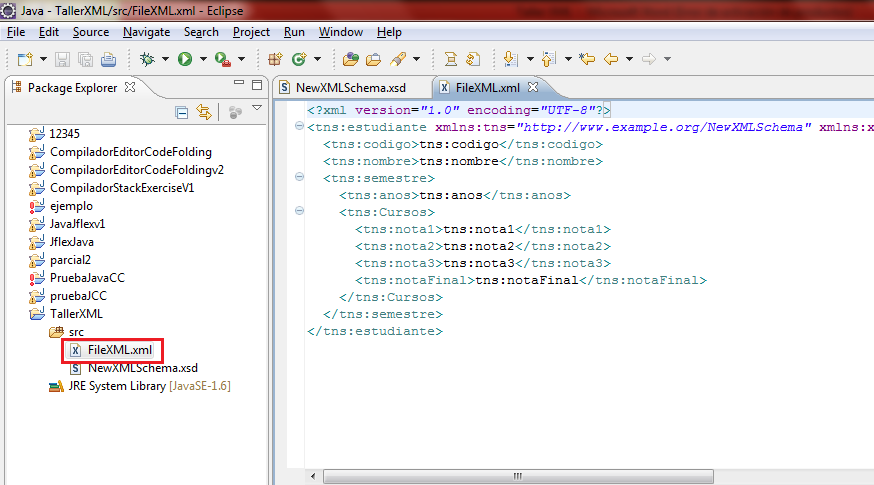 Java - TallerXML/src/FileXML.xml - Eclipse
File Edit Source Refactor Navigate Search Project Run Window Help
Package Explorer
NewXMLSchema.xsd FileXML.xml
12345
CompiladorEditorCodeFolding
CompiladorEditorCodeFoldingv2
CompiladorStackExerciseV1
ejemplo
JavaJflexv1
JflexJava
parcial2
PruebaJavaCC
pruebaJCC
TallerXML
src
FileXML.xml
NewXMLSchema.xsd
JRE System Library [JavaSE-1.6]
<?xml version="1.0" encoding="UTF-8"?>
<tns:estudiante xmlns:tns="http://www.example.org/NewXMLSchema" xmlns:x
<tns:codigo>tns:codigo</tns:codigo>
<tns:nombre>tns:nombre</tns:nombre>
<tns:semestre>
<tns:anos>tns:anos</tns:anos>
<tns:Cursos>
<tns:nota1>tns:nota1</tns:nota1>
<tns:nota2>tns:nota2</tns:nota2>
<tns:nota3>tns:nota3</tns:nota3>
<tns:notaFinal>tns:notaFinal</tns:notaFinal>
</tns:Cursos>
</tns:semestre>
</tns:estudiante>